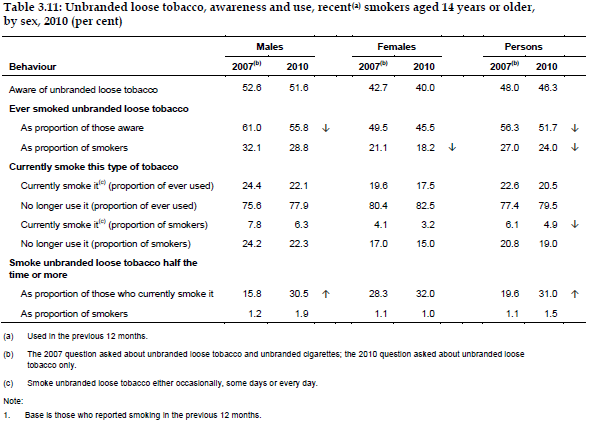 Table 3.11: Unbranded loose tobacco, awareness and use, recent(a) smokers aged 14 years or older,
by sex, 2010 (per cent)
Males Females Persons
Behaviour 2007(b) 2010 2007(b) 2010 2007(b) 2010
Aware of unbranded loose tobacco 52.6 51.6 42.7 40.0 48.0 46.3
Ever smoked unbranded loose tobacco
As proportion of those aware 61.0 55.8 ↓ 49.5 45.5 56.3 51.7 ↓
As proportion of smokers 32.1 28.8 21.1 18.2 ↓ 27.0 24.0 ↓
Currently smoke this type of tobacco
Currently smoke it(c) (proportion of ever used) 24.4 22.1 19.6 17.5 22.6 20.5
No longer use it (proportion of ever used) 75.6 77.9 80.4 82.5 77.4 79.5
Currently smoke it(c) (proportion of smokers) 7.8 6.3 4.1 3.2 6.1 4.9 ↓
No longer use it (proportion of smokers) 24.2 22.3 17.0 15.0 20.8 19.0
Smoke unbranded loose tobacco half the
time or more
As proportion of those who currently smoke it 15.8 30.5 ↑ 28.3 32.0 19.6 31.0 ↑
As proportion of smokers 1.2 1.9 1.1 1.0 1.1 1.5
(a) Used in the previous 12 months.
(b) The 2007 question asked about unbranded loose tobacco and unbranded cigarettes; the 2010 question asked about unbranded loose
tobacco only.
(c) Smoke unbranded loose tobacco either occasionally, some days or every day.
Note:
1. Base is those who reported smoking in the previous 12 months.